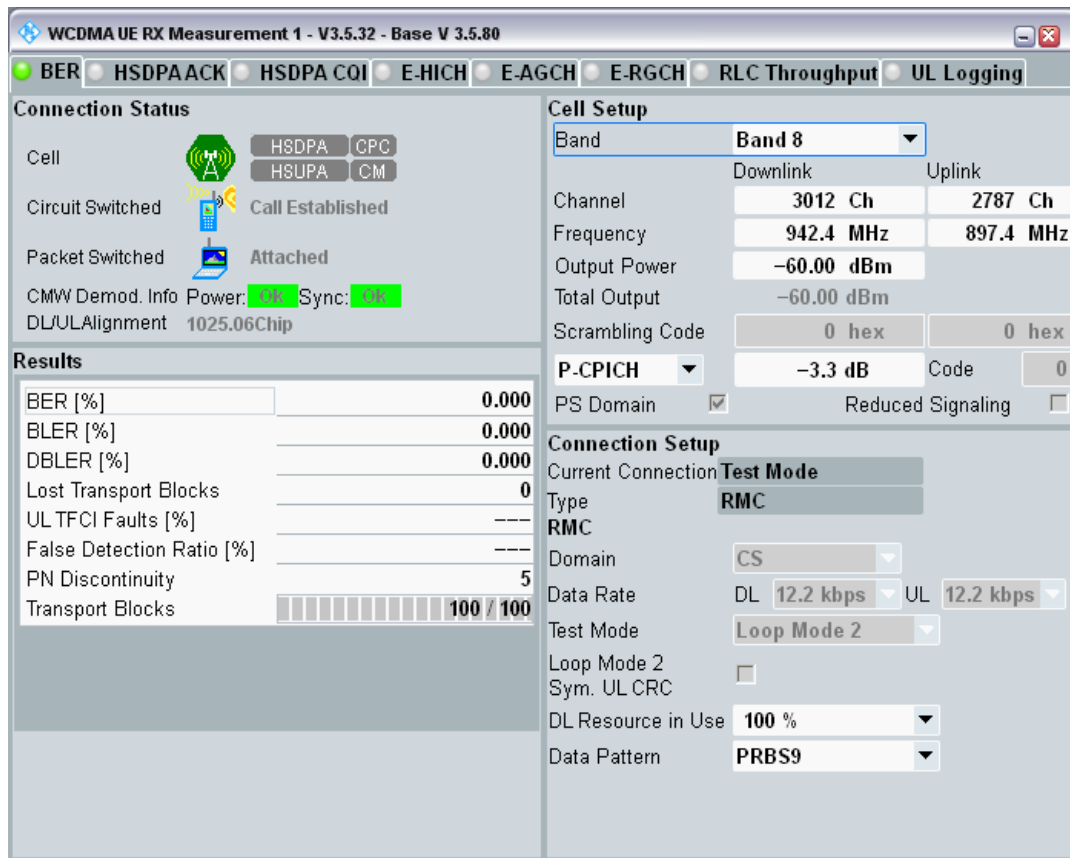 WCDMA UE RX Measurement 1 - V3.5.32 - Base V 3.5.80
BER HSDPA ACK HSDPA CQI E-HICH E-AGCH E-RGCH RLC Throughput UL Logging
Connection Status
Cell HSDPA CPC
HSUPA CM
Circuit Switched Call Established
Packet Switched Attached
CMW Demod. Info Power: Ok Sync: Ok
DL/ULAlignment 1025.06Chip
Results
BER [%] 0.000
BLER [%] 0.000
DBLER [%] 0.000
Lost Transport Blocks 0
UL TFCI Faults [%] ---
False Detection Ratio [%] ---
PN Discontinuity 5
Transport Blocks 100 / 100
Cell Setup
Band Band 8
Downlink Uplink
Channel 3012 Ch 2787 Ch
Frequency 942.4 MHz 897.4 MHz
Output Power -60.00 dBm
Total Output -60.00 dBm
Scrambling Code 0 hex 0 hex
P-CPICH -3.3 dB Code 0
PS Domain Reduced Signaling
Connection Setup
Current Connection Test Mode
Type RMC
RMC
Domain CS
Data Rate DL 12.2 kbps UL 12.2 kbps
Test Mode Loop Mode 2
Loop Mode 2
Sym. UL CRC
DL Resource in Use 100 %
Data Pattern PRBS9